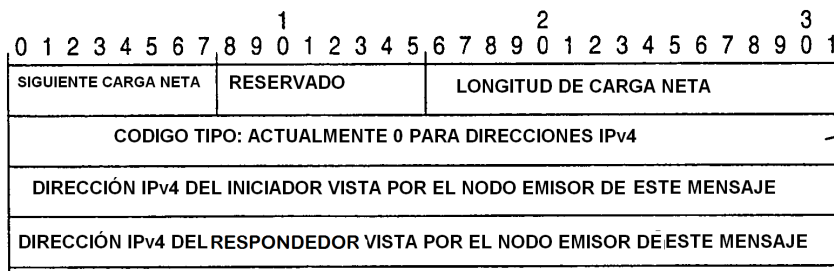 1 2 3
0 1 2 3 4 5 6 7 8 9 0 1 2 3 4 5 6 7 8 9 0 1 2 3 4 5 6 7 8 9 0 1
SIGUIENTE CARGA NETA RESERVADO LONGITUD DE CARGA NETA
CODIGO TIPO: ACTUALMENTE 0 PARA DIRECCIONES IPv4
DIRECCIÓN IPv4 DEL INICIADOR VISTA POR EL NODO EMISOR DE ESTE MENSAJE
DIRECCIÓN IPv4 DEL RESPONDEDOR VISTA POR EL NODO EMISOR DE ESTE MENSAJE